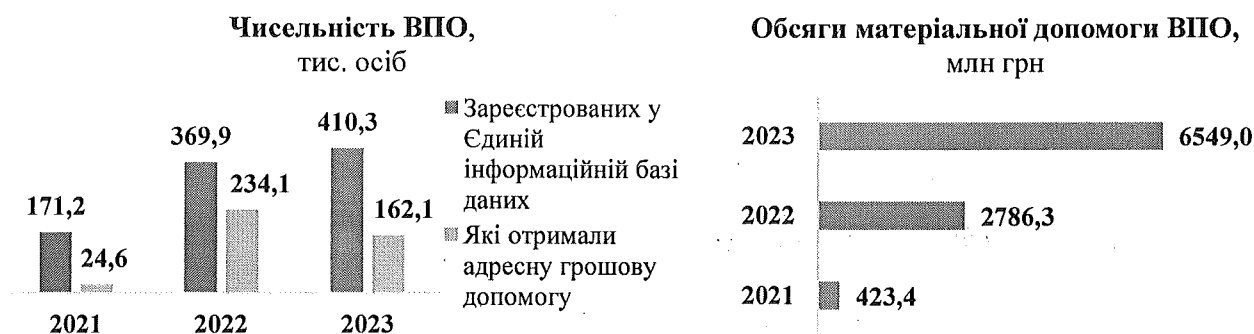 Чисельність ВПО,
тис. осіб
171,2
24,6
369,9
234,1
410,3
162,1
2021
2022
2023
Зареєстрованих у
Єдиній
інформаційній базі
даних
Які отримали
адресну грошову
допомогу
Обсяги матеріальної допомоги ВПО,
млн грн
2023
6549,0
2022
2786,3
2021
423,4